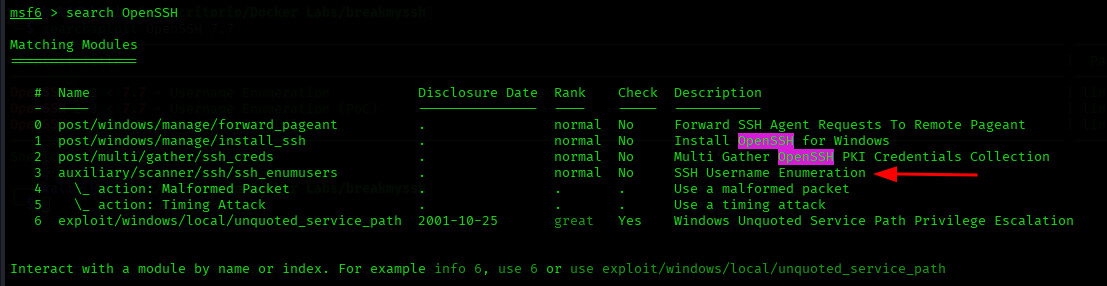 msf6 > search OpenSSH
Matching Modules
================
#  Name                                        Disclosure Date  Rank    Check  Description
-  ----                                        ---------------  ----    -----  -----------
0  post/windows/manage/forward_pageant         .                normal  No     Forward SSH Agent Requests To Remote Pageant
1  post/windows/manage/install_ssh             .                normal  No     Install OpenSSH for Windows
2  post/multi/gather/ssh_creds                 .                normal  No     Multi Gather OpenSSH PKI Credentials Collection
3  auxiliary/scanner/ssh/ssh_enumusers         .                normal  No     SSH Username Enumeration
4    \_ action: Malformed Packet               .                .       .      Use a malformed packet
5    \_ action: Timing Attack                  .                .       .      Use a timing attack
6  exploit/windows/local/unquoted_service_path 2001-10-25       great   Yes    Windows Unquoted Service Path Privilege Escalation
Interact with a module by name or index. For example info 6, use 6 or use exploit/windows/local/unquoted_service_path